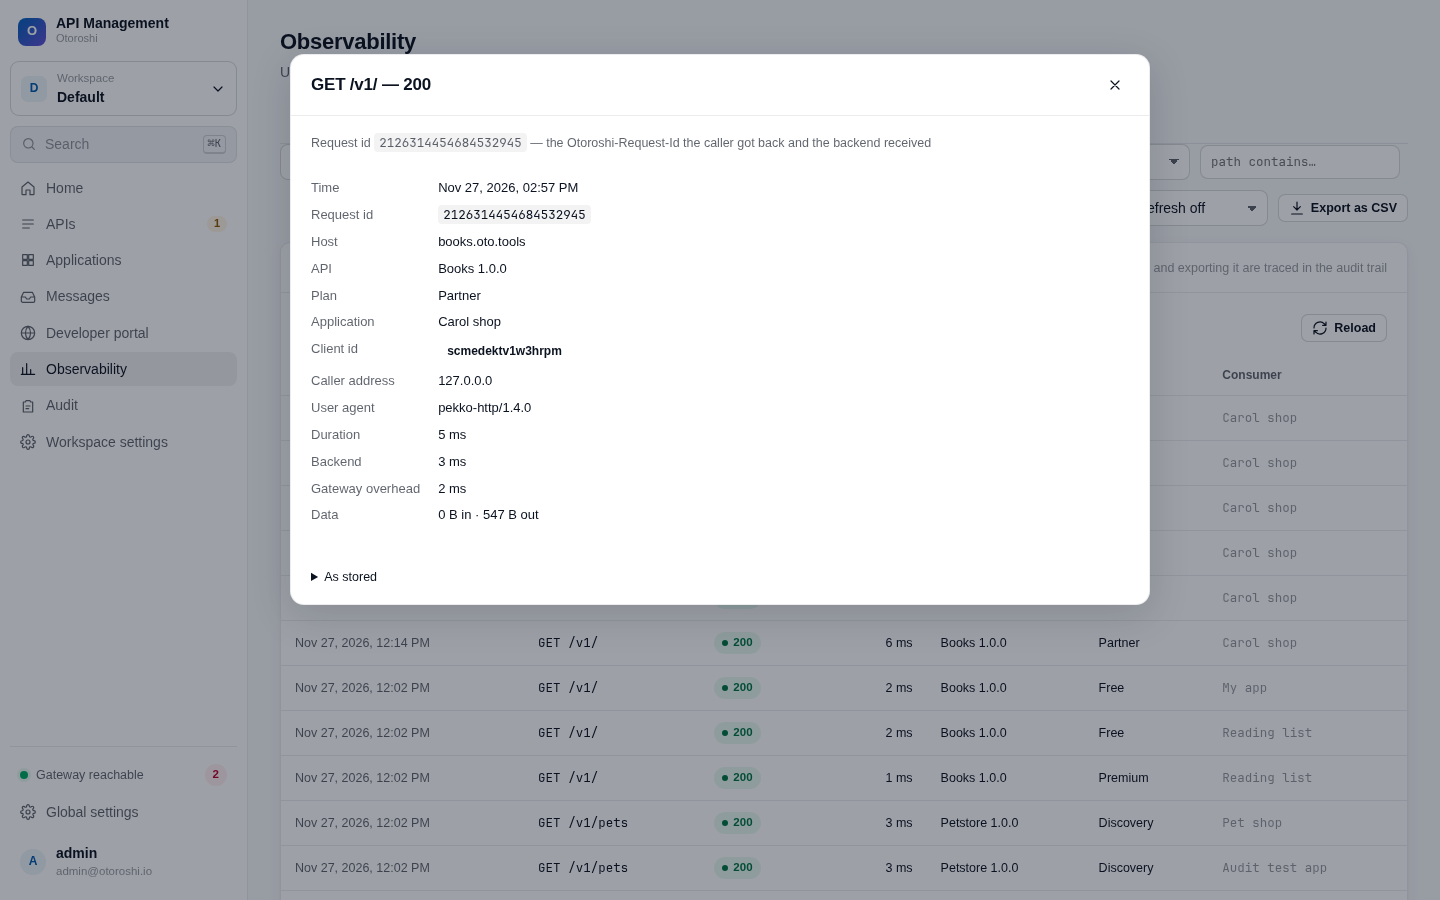 API Management
Otoroshi
Workspace
D
Default
Search
⌘K
Home
APIs
1
Applications
Messages
Developer portal
Observability
Audit
Workspace settings
Gateway reachable
2
Global settings
A
admin
admin@otoroshi.io
O
Observability
U
path contains…
efresh off
Export as CSV
and exporting it are traced in the audit trail
Reload
Consumer
Carol shop
Carol shop
Carol shop
Carol shop
Carol shop
GET /v1/ — 200
Request id 2126314454684532945 — the Otoroshi-Request-Id the caller got back and the backend received
Time Nov 27, 2026, 02:57 PM
Request id 2126314454684532945
Host books.oto.tools
API Books 1.0.0
Plan Partner
Application Carol shop
Client id scmedektv1w3hrpm
Caller address 127.0.0.0
User agent pekko-http/1.4.0
Duration 5 ms
Backend 3 ms
Gateway overhead 2 ms
Data 0 B in · 547 B out
As stored
Nov 27, 2026, 12:14 PM GET /v1/ 200 6 ms Books 1.0.0 Partner Carol shop
Nov 27, 2026, 12:02 PM GET /v1/ 200 2 ms Books 1.0.0 Free My app
Nov 27, 2026, 12:02 PM GET /v1/ 200 2 ms Books 1.0.0 Free Reading list
Nov 27, 2026, 12:02 PM GET /v1/ 200 1 ms Books 1.0.0 Premium Reading list
Nov 27, 2026, 12:02 PM GET /v1/pets 200 3 ms Petstore 1.0.0 Discovery Pet shop
Nov 27, 2026, 12:02 PM GET /v1/pets 200 3 ms Petstore 1.0.0 Discovery Audit test app